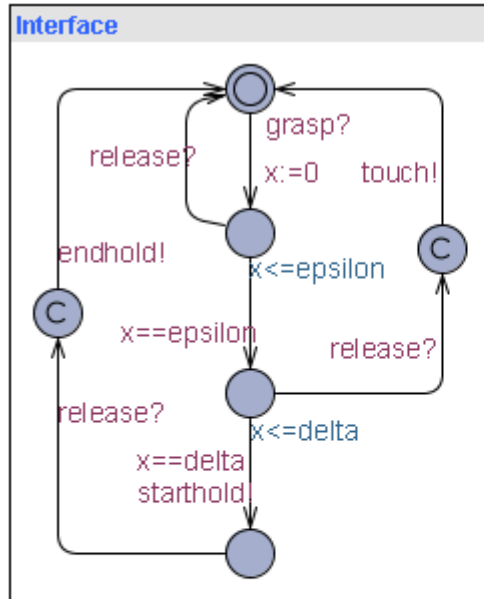 Interface
grasp?
release?
x:=0
touch!
endhold!
C
C
x<=epsilon
x==epsilon
release?
release?
x<=delta
x==delta
starthold!